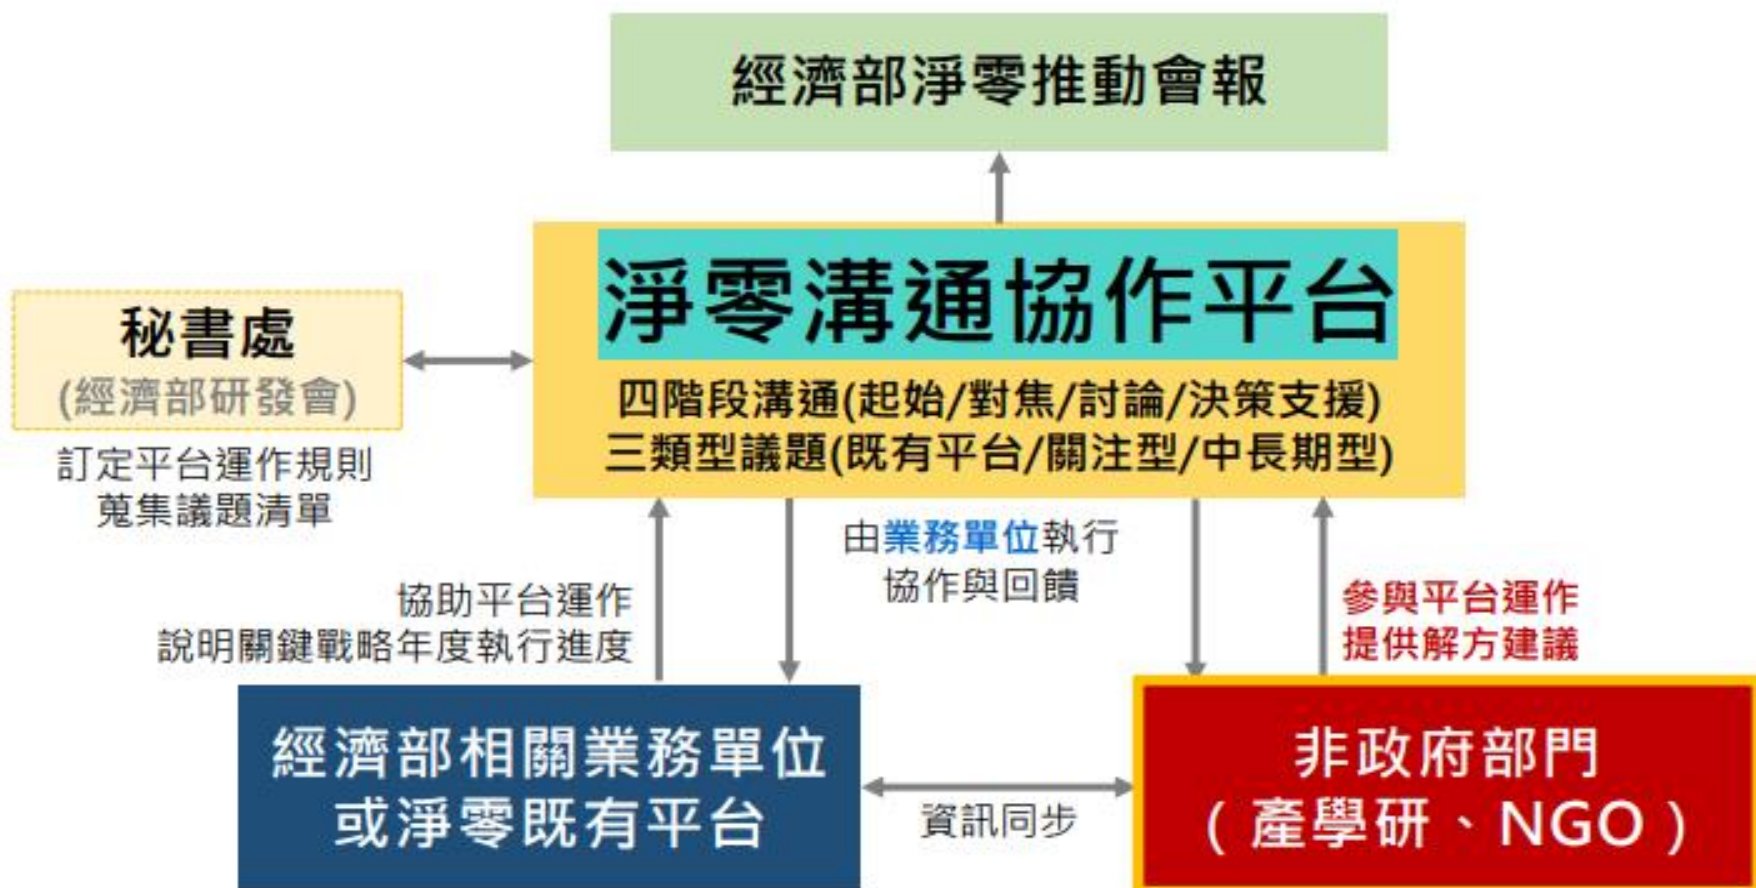 經濟部淨零推動會報
淨零溝通協作平台
四階段溝通(起始/對焦/討論/決策支援)
三類型議題(既有平台/關注型/中長期型)
秘書處
(經濟部研發會)
訂定平台運作規則
蒐集議題清單
協助平台運作
說明關鍵戰略年度執行進度
由業務單位執行
協作與回饋
參與平台運作
提供解方建議
經濟部相關業務單位
或淨零既有平台
資訊同步
非政府部門
（產學研、NGO）